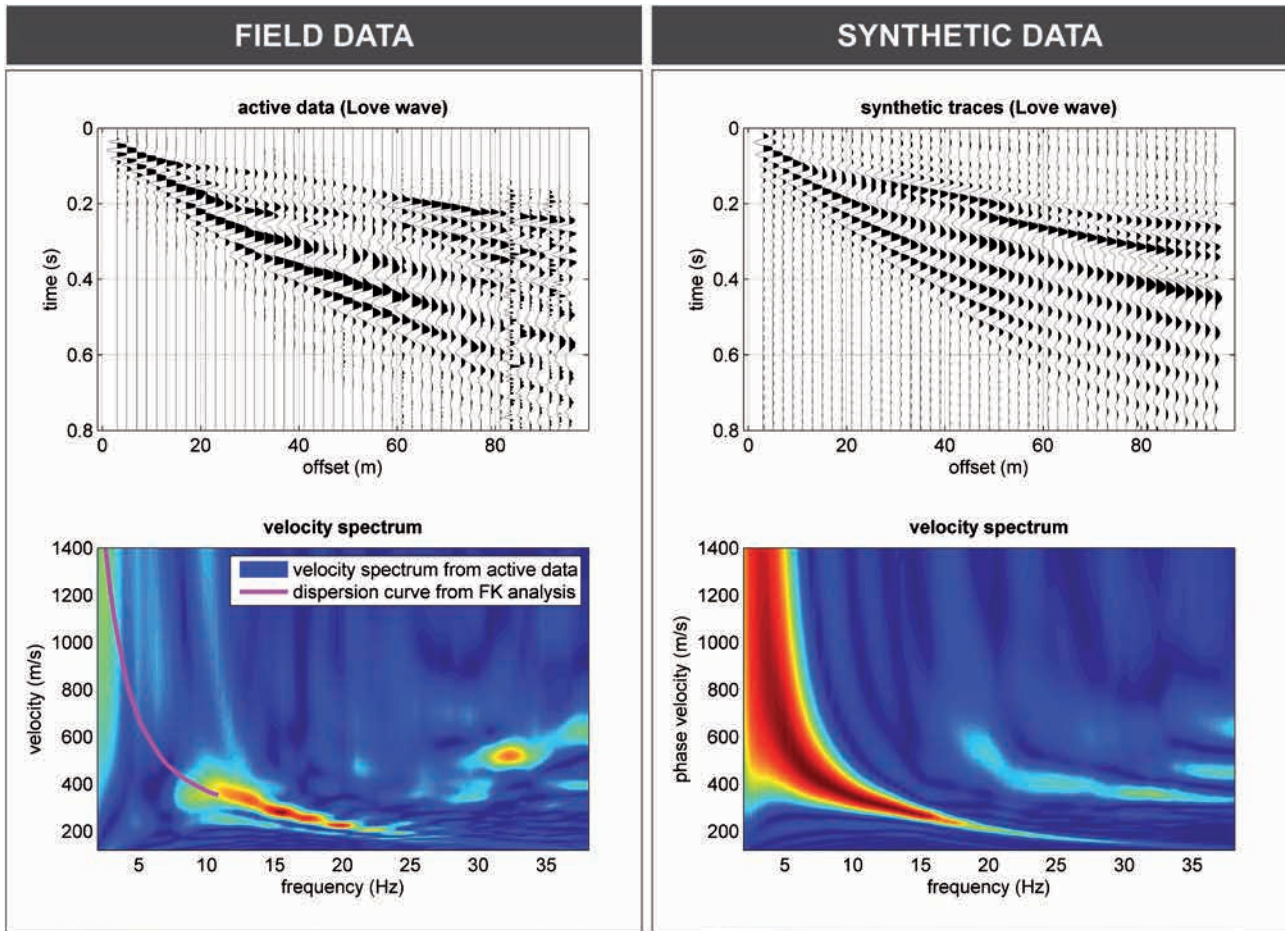 FIELD DATA
active data (Love wave)
0
0.2
0.4
0.6
0.8
time (s)
0 20 40 60 80
offset (m)
velocity spectrum
1400
1200
1000
800
600
400
200
velocity (m/s)
velocity spectrum from active data
dispersion curve from FK analysis
5 10 15 20 25 30 35
frequency (Hz)
SYNTHETIC DATA
synthetic traces (Love wave)
0
0.2
0.4
0.6
0.8
time (s)
0 20 40 60 80
offset (m)
velocity spectrum
1400
1200
1000
800
600
400
200
phase velocity (m/s)
5 10 15 20 25 30 35
frequency (Hz)